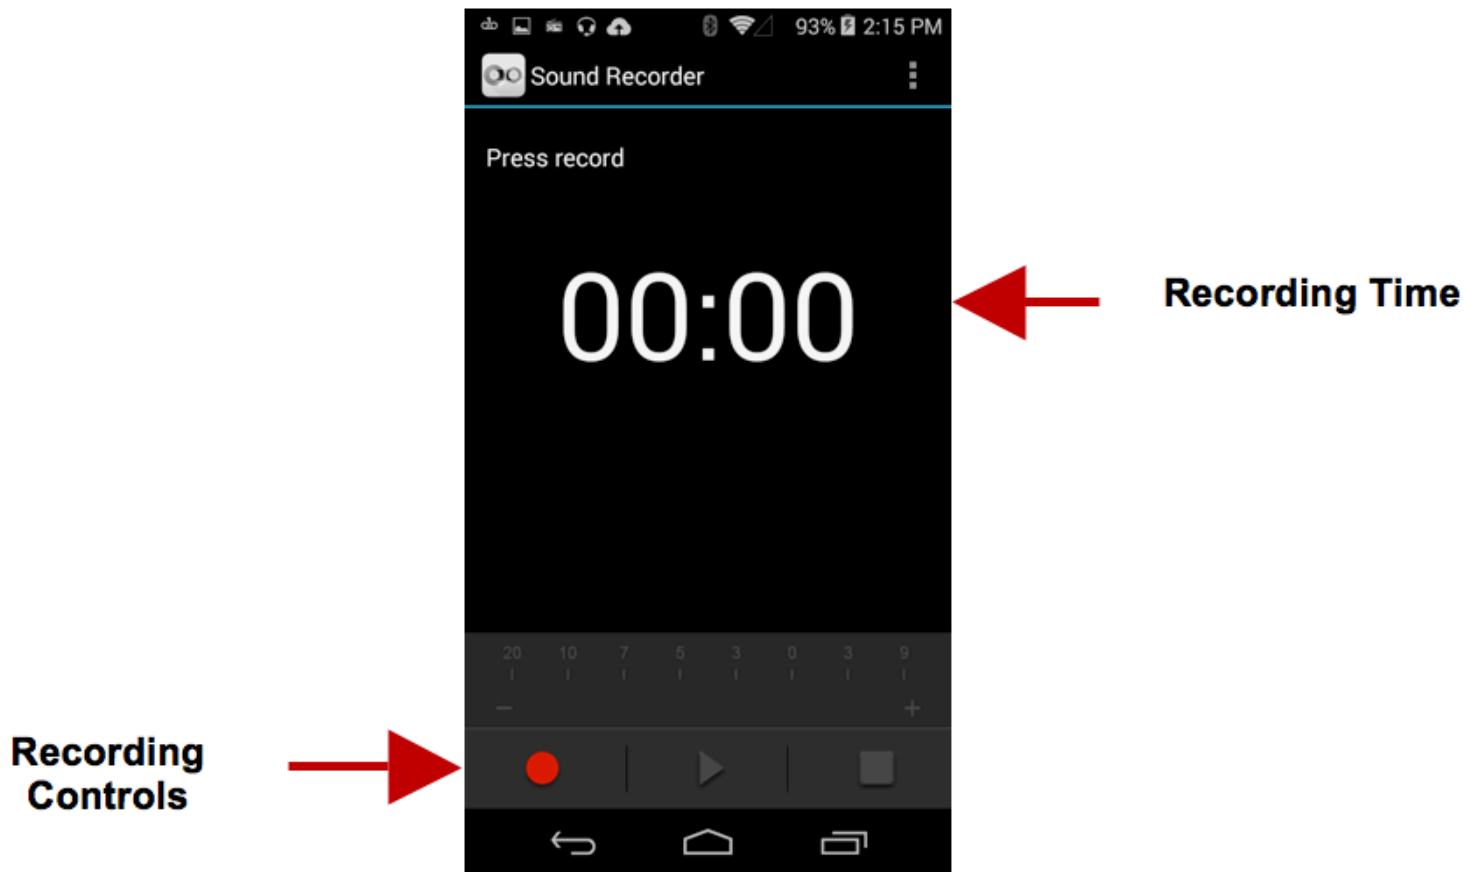 93% 2:15 PM
Sound Recorder
Press record
00:00
Recording Time
20 10 7 5 3 0 3 9
− +
Recording
Controls